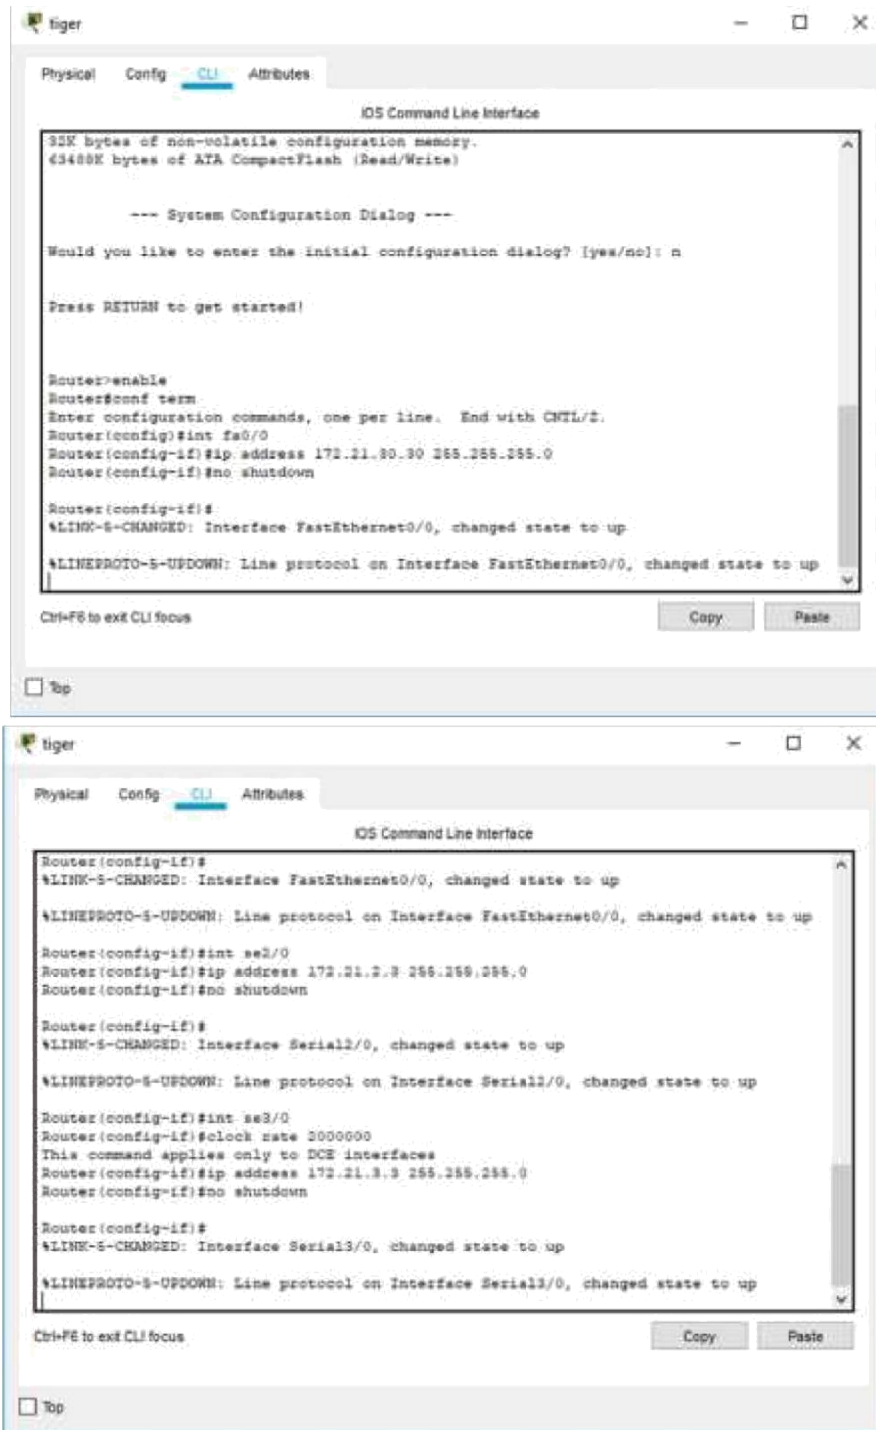 tiger
Physical Config CLI Attributes
IOS Command Line Interface
32K bytes of non-volatile configuration memory.
63488K bytes of ATA CompactFlash (Read/Write)
--- System Configuration Dialog ---
Would you like to enter the initial configuration dialog? [yes/no]: n
Press RETURN to get started!
Router>enable
Router#conf term
Enter configuration commands, one per line.  End with CNTL/Z.
Router(config)#int fa0/0
Router(config-if)#ip address 172.21.30.30 255.255.255.0
Router(config-if)#no shutdown
Router(config-if)#
%LINK-5-CHANGED: Interface FastEthernet0/0, changed state to up
%LINEPROTO-5-UPDOWN: Line protocol on Interface FastEthernet0/0, changed state to up
Ctrl+F6 to exit CLI focus
Copy Paste
Top
tiger
Physical Config CLI Attributes
IOS Command Line Interface
Router(config-if)#
%LINK-5-CHANGED: Interface FastEthernet0/0, changed state to up
%LINEPROTO-5-UPDOWN: Line protocol on Interface FastEthernet0/0, changed state to up
Router(config-if)#int se2/0
Router(config-if)#ip address 172.21.2.3 255.255.255.0
Router(config-if)#no shutdown
Router(config-if)#
%LINK-5-CHANGED: Interface Serial2/0, changed state to up
%LINEPROTO-5-UPDOWN: Line protocol on Interface Serial2/0, changed state to up
Router(config-if)#int se3/0
Router(config-if)#clock rate 2000000
This command applies only to DCE interfaces
Router(config-if)#ip address 172.21.3.3 255.255.255.0
Router(config-if)#no shutdown
Router(config-if)#
%LINK-5-CHANGED: Interface Serial3/0, changed state to up
%LINEPROTO-5-UPDOWN: Line protocol on Interface Serial3/0, changed state to up
Ctrl+F6 to exit CLI focus
Copy Paste
Top